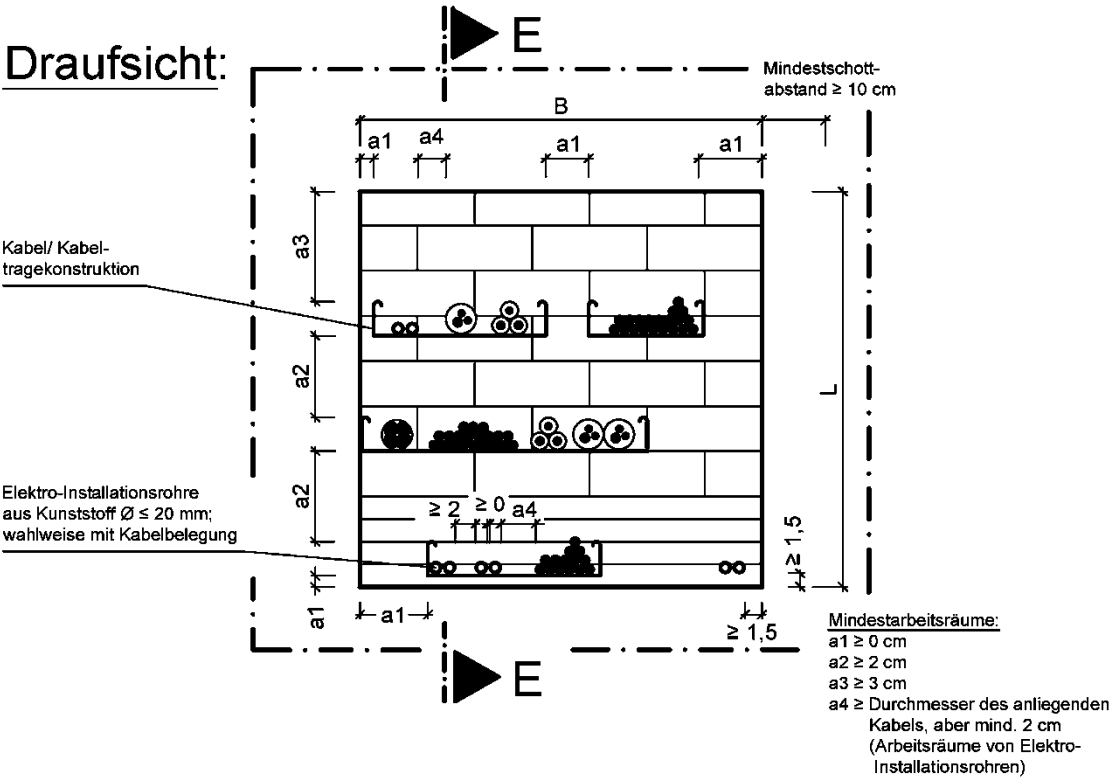 E
Draufsicht:
Mindestschott-
abstand ≥ 10 cm
B
a1
a4
a1
a1
a3
Kabel/ Kabel-
tragekonstruktion
a2
L
a2
Elektro-Installationsrohre
aus Kunststoff Ø ≤ 20 mm;
wahlweise mit Kabelbelegung
≥ 2
≥ 0
a4
≥ 1,5
a1
a1
≥ 1,5
E
Mindestarbeitsräume:
a1 ≥ 0 cm
a2 ≥ 2 cm
a3 ≥ 3 cm
a4 ≥ Durchmesser des anliegenden
Kabels, aber mind. 2 cm
(Arbeitsräume von Elektro-
Installationsrohren)